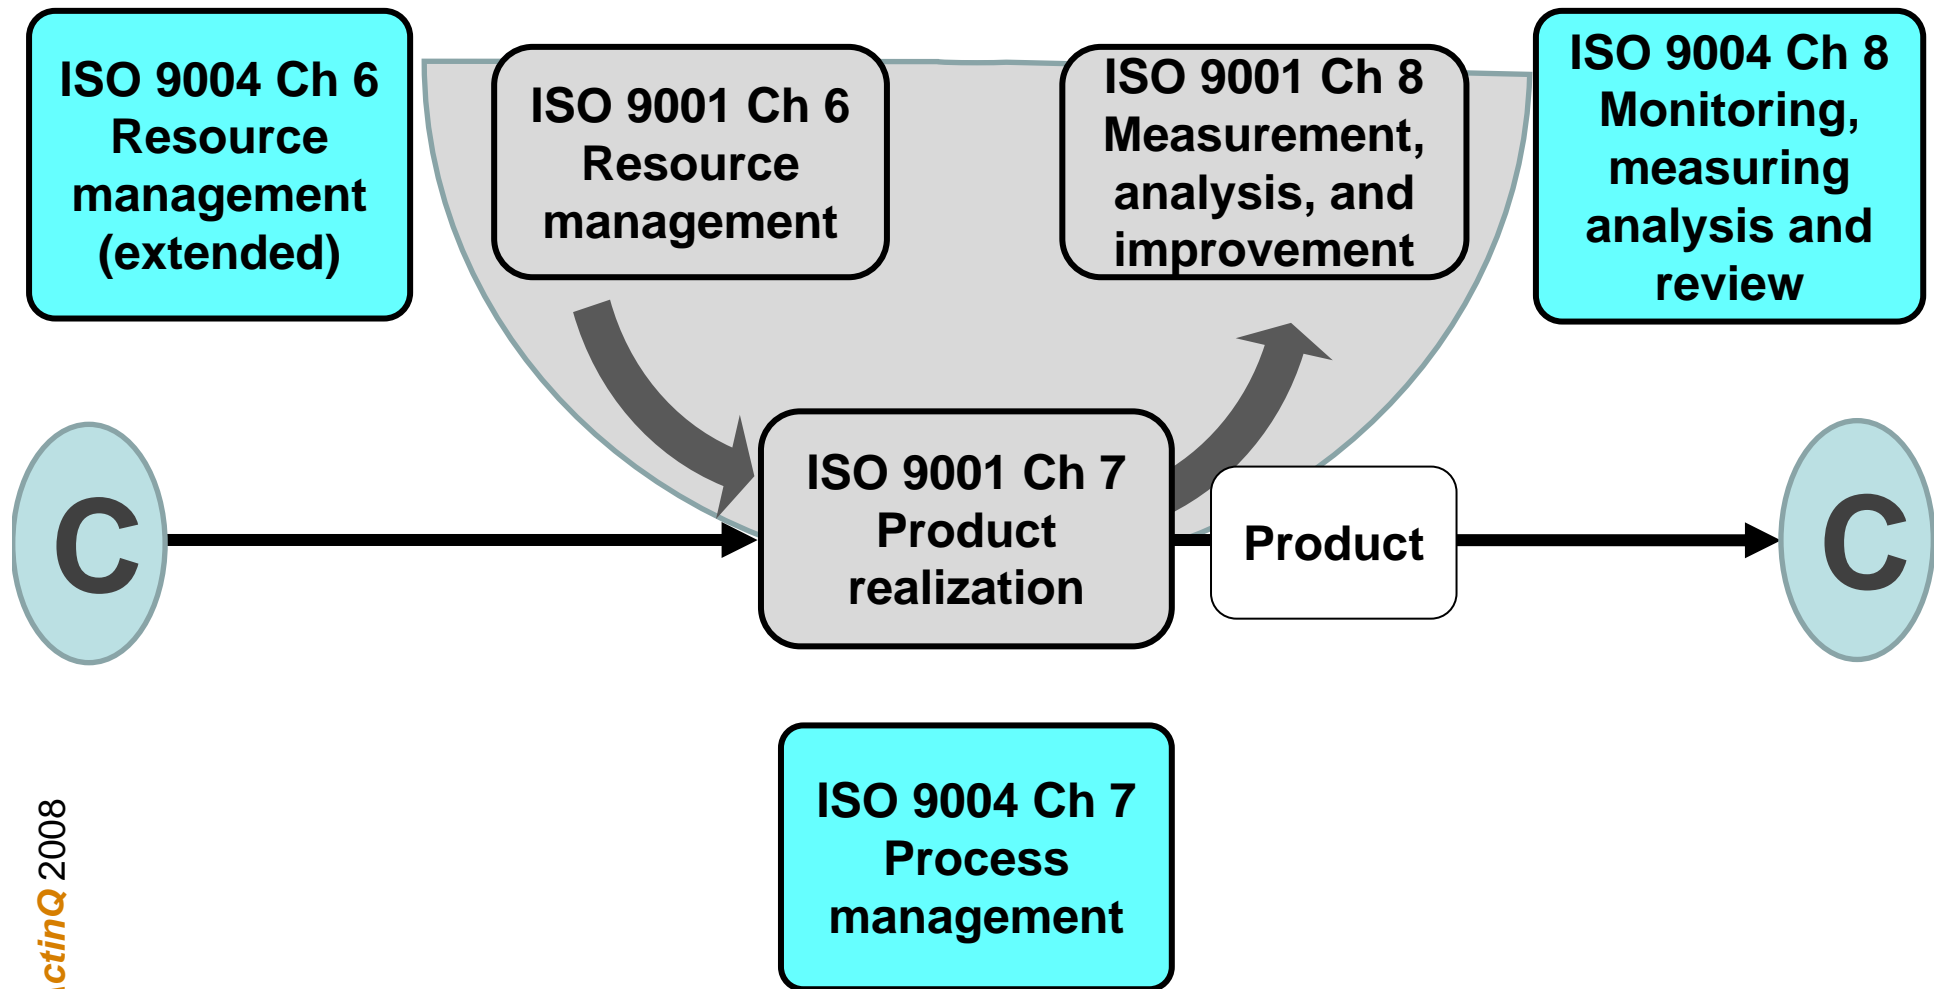 ISO 9004 Ch 6
Resource
management
(extended)
ISO 9001 Ch 6
Resource
management
ISO 9001 Ch 8
Measurement,
analysis, and
improvement
ISO 9004 Ch 8
Monitoring,
measuring
analysis and
review
C
ISO 9001 Ch 7
Product
realization
Product
C
ISO 9004 Ch 7
Process
management
ActinQ 2008